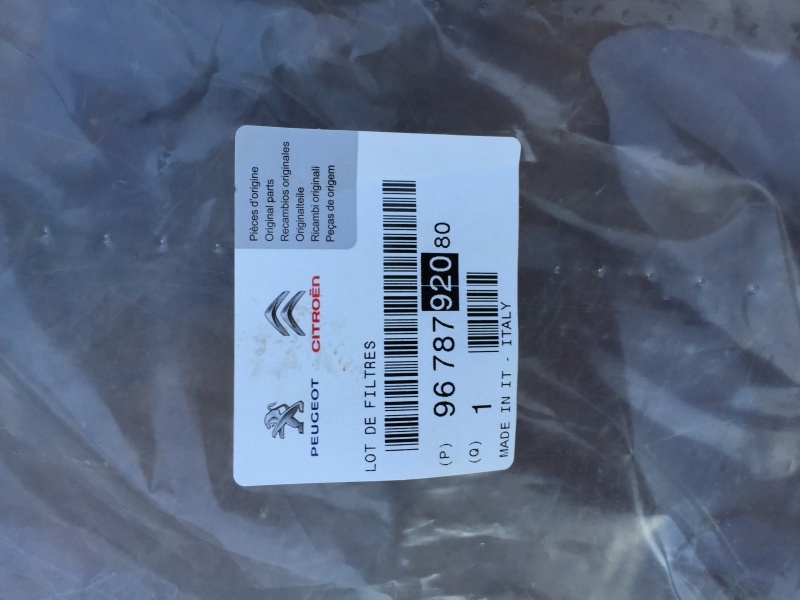 PEUGEOT
CITROËN
Pièces d'origine
Original parts
Recambios originales
Originalteile
Ricambi originali
Peças de origem
LOT DE FILTRES
(P) 96 787 920 80
(Q) 1
MADE IN IT - ITALY